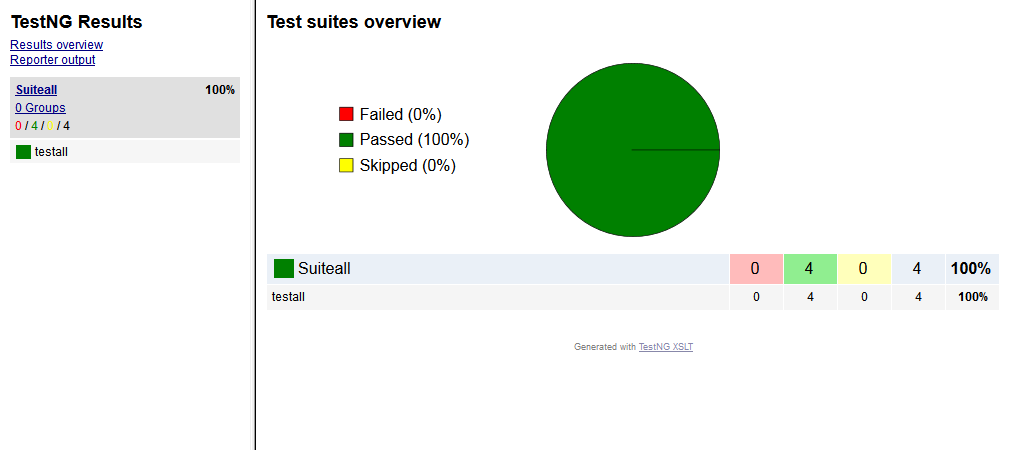 TestNG Results
Results overview
Reporter output
Suiteall 100%
0 Groups
0 / 4 / 0 / 4
testall
Test suites overview
Failed (0%)
Passed (100%)
Skipped (0%)
Suiteall 0 4 0 4 100%
testall 0 4 0 4 100%
Generated with TestNG XSLT